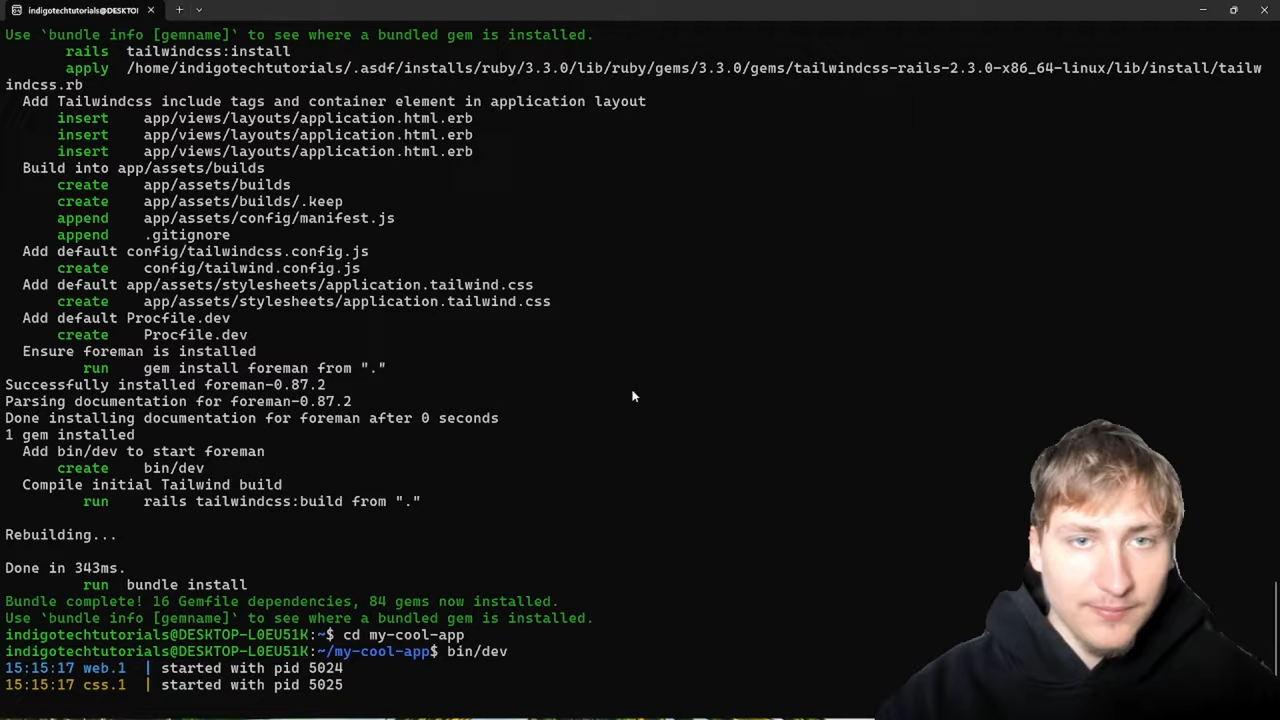 indigotechtutorials@DESKTO!
Use `bundle info [gemname]` to see where a bundled gem is installed.
rails tailwindcss:install
apply /home/indigotechtutorials/.asdf/installs/ruby/3.3.0/lib/ruby/gems/3.3.0/gems/tailwindcss-rails-2.3.0-x86_64-linux/lib/install/tailw
indcss.rb
Add Tailwindcss include tags and container element in application layout
insert app/views/layouts/application.html.erb
insert app/views/layouts/application.html.erb
insert app/views/layouts/application.html.erb
Build into app/assets/builds
create app/assets/builds
create app/assets/builds/.keep
append app/assets/config/manifest.js
append .gitignore
Add default config/tailwindcss.config.js
create config/tailwind.config.js
Add default app/assets/stylesheets/application.tailwind.css
create app/assets/stylesheets/application.tailwind.css
Add default Procfile.dev
create Procfile.dev
Ensure foreman is installed
run gem install foreman from "."
Successfully installed foreman-0.87.2
Parsing documentation for foreman-0.87.2
Done installing documentation for foreman after 0 seconds
1 gem installed
Add bin/dev to start foreman
create bin/dev
Compile initial Tailwind build
run rails tailwindcss:build from "."
Rebuilding...
Done in 343ms.
run bundle install
Bundle complete! 16 Gemfile dependencies, 84 gems now installed.
Use `bundle info [gemname]` to see where a bundled gem is installed.
indigotechtutorials@DESKTOP-L0EU51K:~$ cd my-cool-app
indigotechtutorials@DESKTOP-L0EU51K:~/my-cool-app$ bin/dev
15:15:17 web.1 | started with pid 5024
15:15:17 css.1 | started with pid 5025